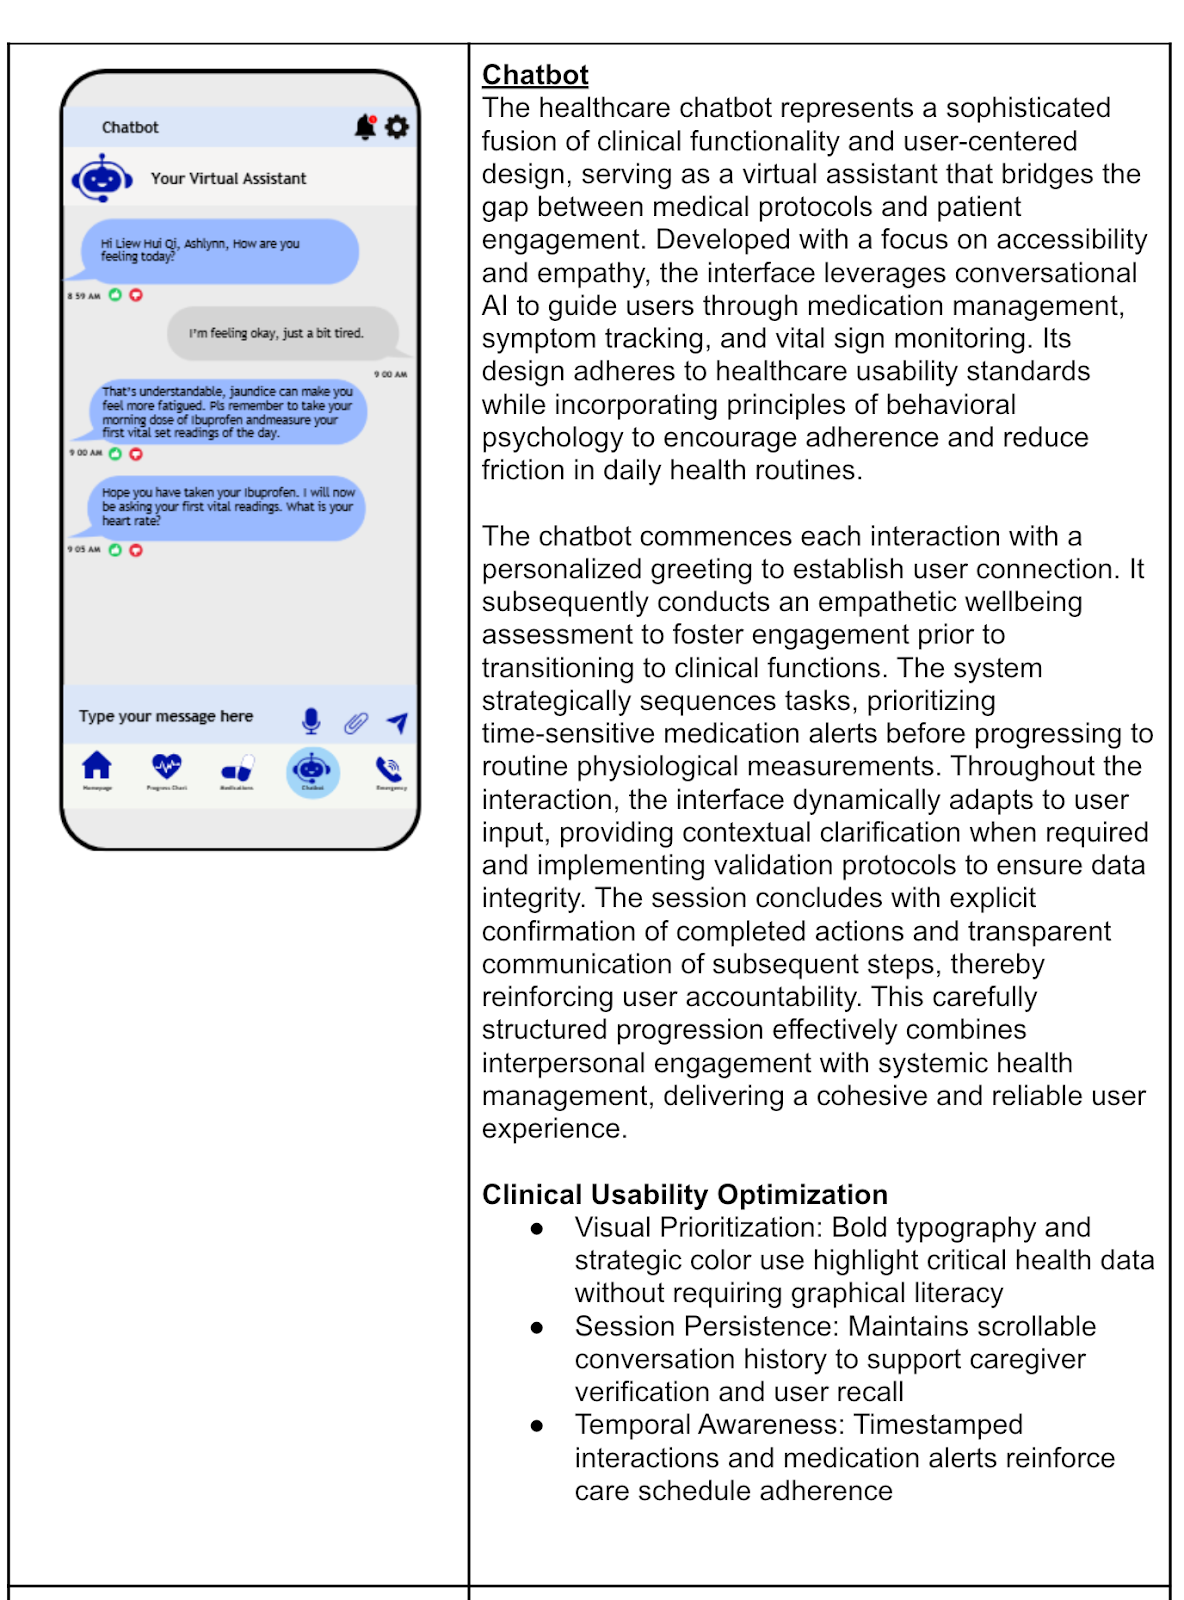 Chatbot
Your Virtual Assistant
Hi Liew Hui Qi, Ashlynn, How are you
feeling today?
8 59 AM
I'm feeling okay, just a bit tired.
9 00 AM
That's understandable, jaundice can make you
feel more fatigued. Pls remember to take your
morning dose of Ibuprofen andmeasure your
first vital set readings of the day.
9 00 AM
Hope you have taken your Ibuprofen. I will now
be asking your first vital readings. What is your
heart rate?
9 05 AM
Type your message here
Homepage
Progress Chart
Medications
Chatbot
Emergency
Chatbot
The healthcare chatbot represents a sophisticated
fusion of clinical functionality and user-centered
design, serving as a virtual assistant that bridges the
gap between medical protocols and patient
engagement. Developed with a focus on accessibility
and empathy, the interface leverages conversational
AI to guide users through medication management,
symptom tracking, and vital sign monitoring. Its
design adheres to healthcare usability standards
while incorporating principles of behavioral
psychology to encourage adherence and reduce
friction in daily health routines.
The chatbot commences each interaction with a
personalized greeting to establish user connection. It
subsequently conducts an empathetic wellbeing
assessment to foster engagement prior to
transitioning to clinical functions. The system
strategically sequences tasks, prioritizing
time-sensitive medication alerts before progressing to
routine physiological measurements. Throughout the
interaction, the interface dynamically adapts to user
input, providing contextual clarification when required
and implementing validation protocols to ensure data
integrity. The session concludes with explicit
confirmation of completed actions and transparent
communication of subsequent steps, thereby
reinforcing user accountability. This carefully
structured progression effectively combines
interpersonal engagement with systemic health
management, delivering a cohesive and reliable user
experience.
Clinical Usability Optimization
● Visual Prioritization: Bold typography and
strategic color use highlight critical health data
without requiring graphical literacy
● Session Persistence: Maintains scrollable
conversation history to support caregiver
verification and user recall
● Temporal Awareness: Timestamped
interactions and medication alerts reinforce
care schedule adherence